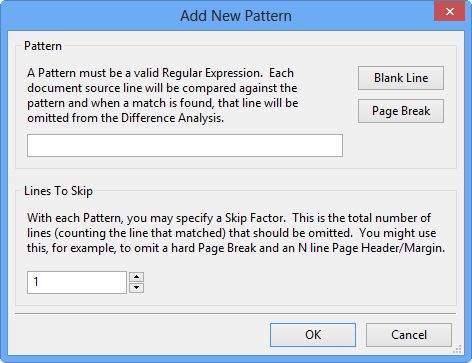 Add New Pattern
Pattern
A Pattern must be a valid Regular Expression.  Each
document source line will be compared against the
pattern and when a match is found, that line will be
omitted from the Difference Analysis.
Blank Line
Page Break
Lines To Skip
With each Pattern, you may specify a Skip Factor.  This is the total number of
lines (counting the line that matched) that should be omitted.  You might use
this, for example, to omit a hard Page Break and an N line Page Header/Margin.
1
OK
Cancel